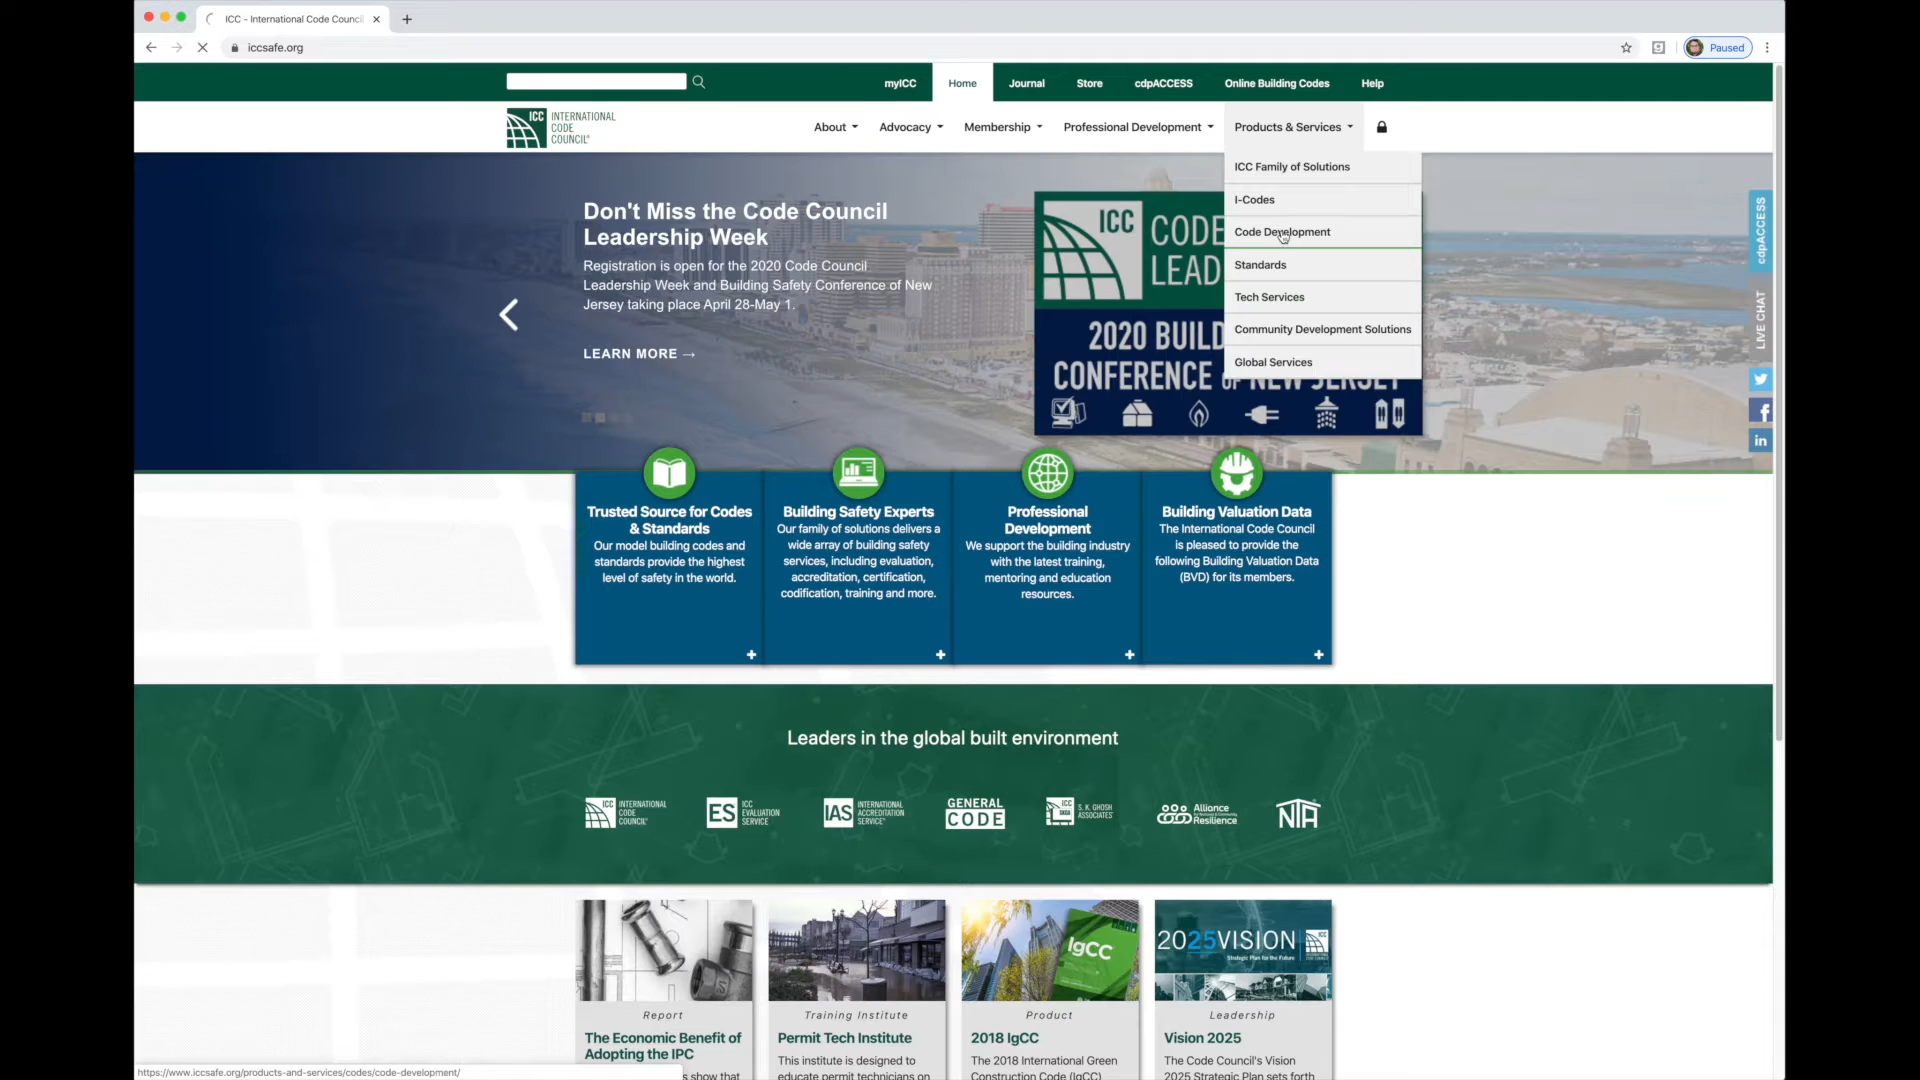 ICC - International Code Council
iccsafe.org
Paused
myICC
Home
Journal
Store
cdpACCESS
Online Building Codes
Help
ICC INTERNATIONAL
CODE
COUNCIL®
About
Advocacy
Membership
Professional Development
Products & Services
ICC Family of Solutions
I-Codes
Code Development
Standards
Tech Services
Community Development Solutions
Global Services
Don't Miss the Code Council
Leadership Week
Registration is open for the 2020 Code Council
Leadership Week and Building Safety Conference of New
Jersey taking place April 28-May 1.
LEARN MORE →
ICC CODE
LEAD
2020 BUILD
CONFERENCE OF NEW JERSEY
cdpACCESS
LIVE CHAT
Trusted Source for Codes
& Standards
Our model building codes and
standards provide the highest
level of safety in the world.
+
Building Safety Experts
Our family of solutions delivers a
wide array of building safety
services, including evaluation,
accreditation, certification,
codification, training and more.
+
Professional
Development
We support the building industry
with the latest training,
mentoring and education
resources.
+
Building Valuation Data
The International Code Council
is pleased to provide the
following Building Valuation Data
(BVD) for its members.
+
Leaders in the global built environment
ICC INTERNATIONAL
CODE
COUNCIL®
ES ICC
EVALUATION
SERVICE
IAS INTERNATIONAL
ACCREDITATION
SERVICE®
GENERAL
CODE
ICC S. K. GHOSH
ASSOCIATES
Alliance
Resilience
NTA
IgCC
2025VISION
Strategic Plan for the Future
Report
The Economic Benefit of
Adopting the IPC
s show that
Training Institute
Permit Tech Institute
This institute is designed to
educate permit technicians on
Product
2018 IgCC
The 2018 International Green
Construction Code (IgCC)
Leadership
Vision 2025
The Code Council's Vision
2025 Strategic Plan sets forth
https://www.iccsafe.org/products-and-services/codes/code-development/